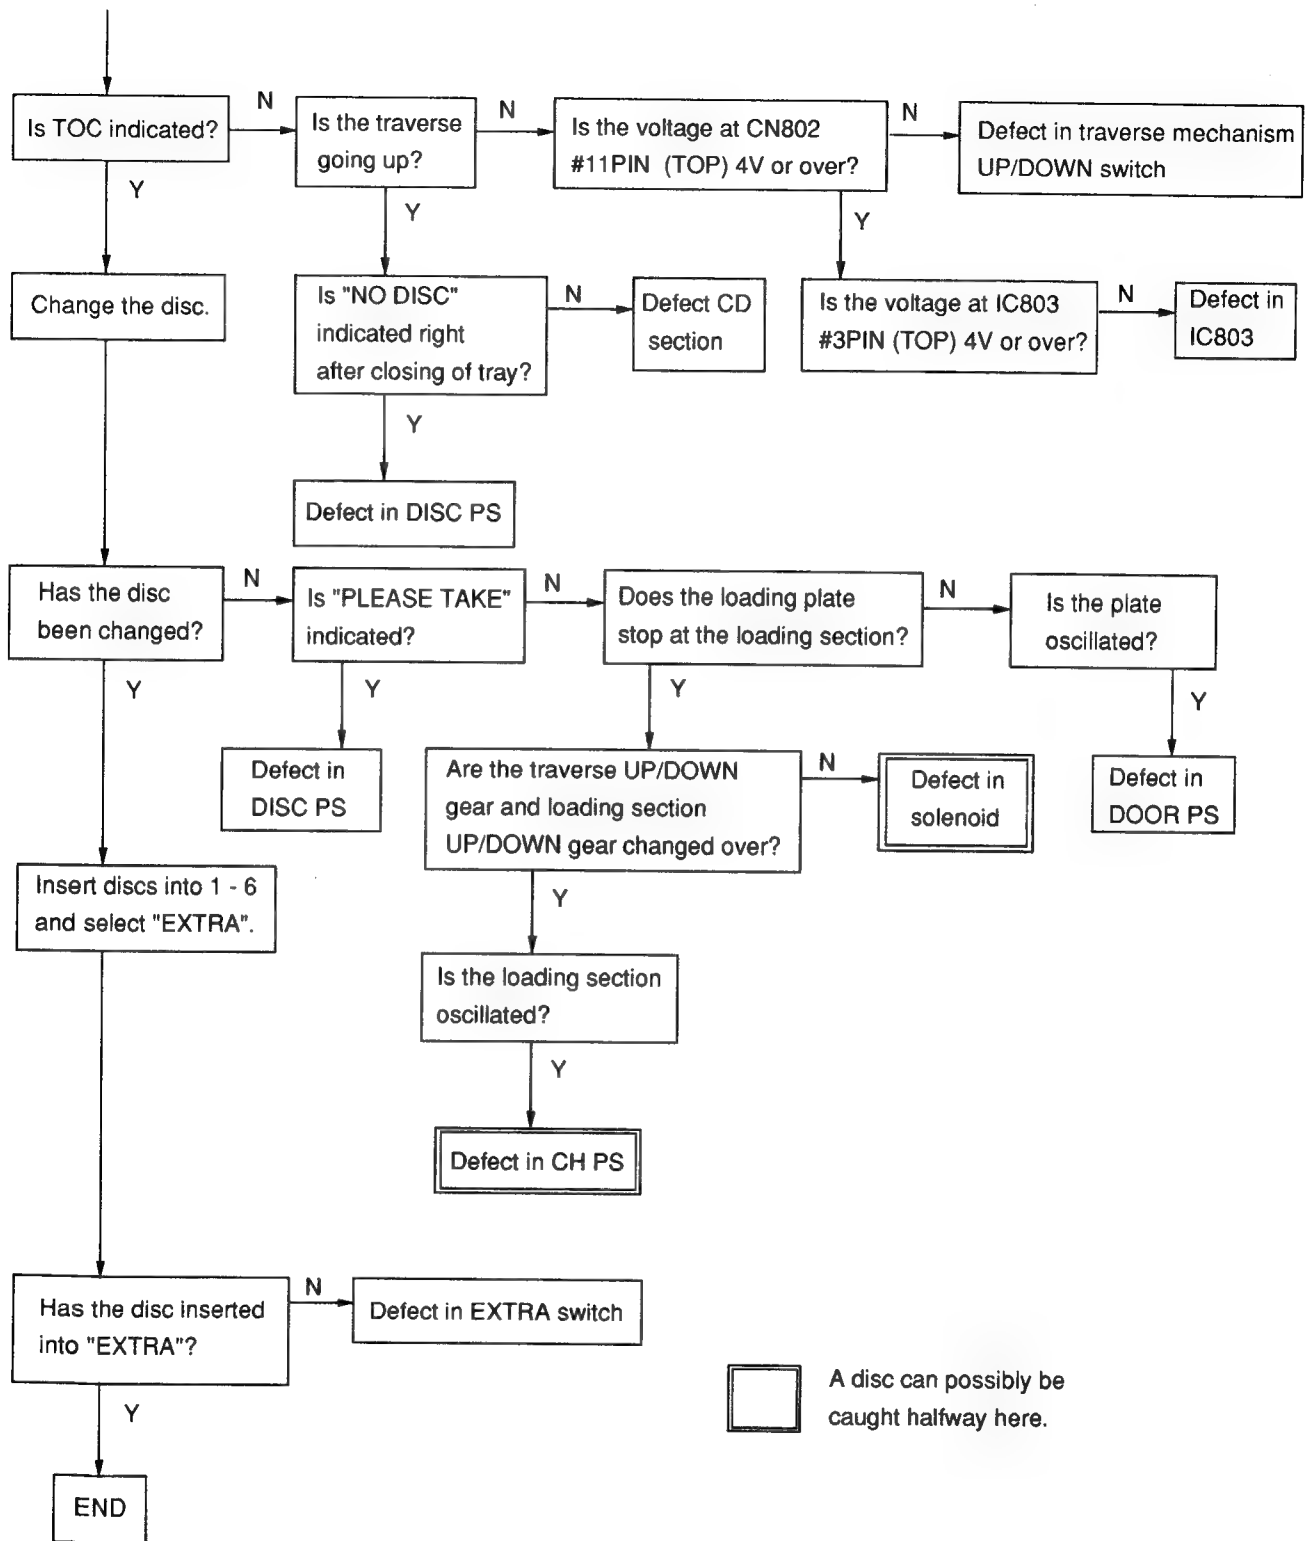 Is TOC indicated?
N
Is the traverse
going up?
N
Is the voltage at CN802
#11PIN (TOP) 4V or over?
N
Defect in traverse mechanism
UP/DOWN switch
Y
Y
Y
Change the disc.
Is "NO DISC"
indicated right
after closing of tray?
N
Defect CD
section
Is the voltage at IC803
#3PIN (TOP) 4V or over?
N
Defect in
IC803
Y
Defect in DISC PS
Has the disc
been changed?
N
Is "PLEASE TAKE"
indicated?
N
Does the loading plate
stop at the loading section?
N
Is the plate
oscillated?
Y
Y
Y
Y
Defect in
DISC PS
Are the traverse UP/DOWN
gear and loading section
UP/DOWN gear changed over?
N
Defect in
solenoid
Defect in
DOOR PS
Insert discs into 1 - 6
and select "EXTRA".
Y
Is the loading section
oscillated?
Y
Defect in CH PS
Has the disc inserted
into "EXTRA"?
N
Defect in EXTRA switch
Y
END
A disc can possibly be
caught halfway here.